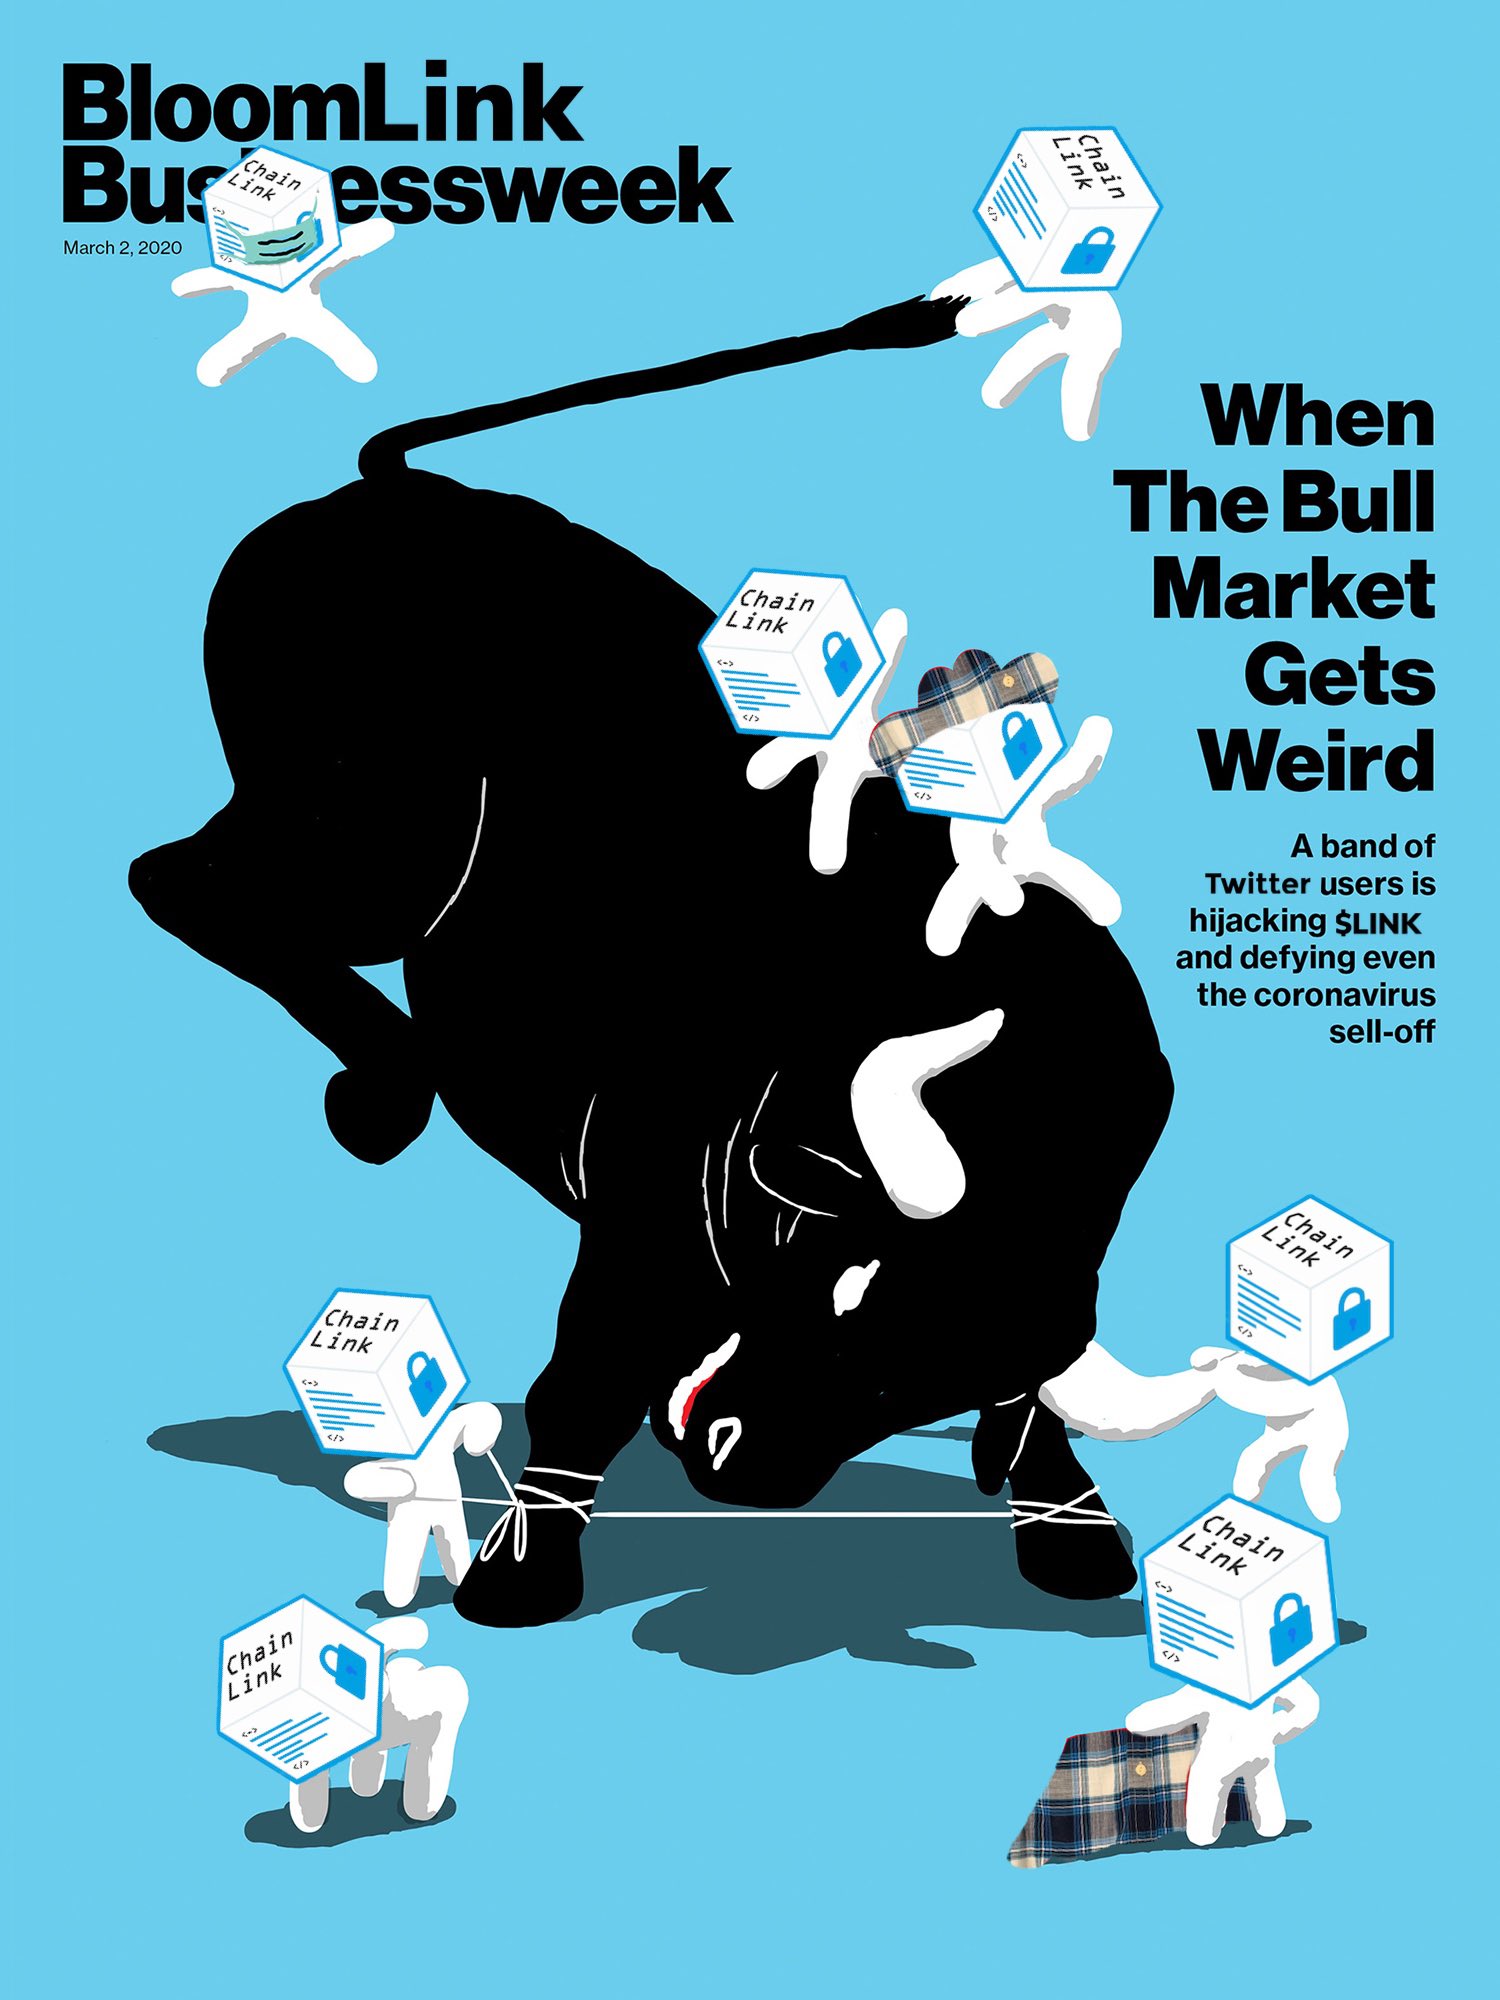 BloomLink
Businessweek
March 2, 2020
Chain
Link
Chain
Link
When
The Bull
Market
Gets
Weird
Chain
Link
A band of
Twitter users is
hijacking $LINK
and defying even
the coronavirus
sell-off
Chain
Link
Chain
Link
Chain
Link
Chain
Link